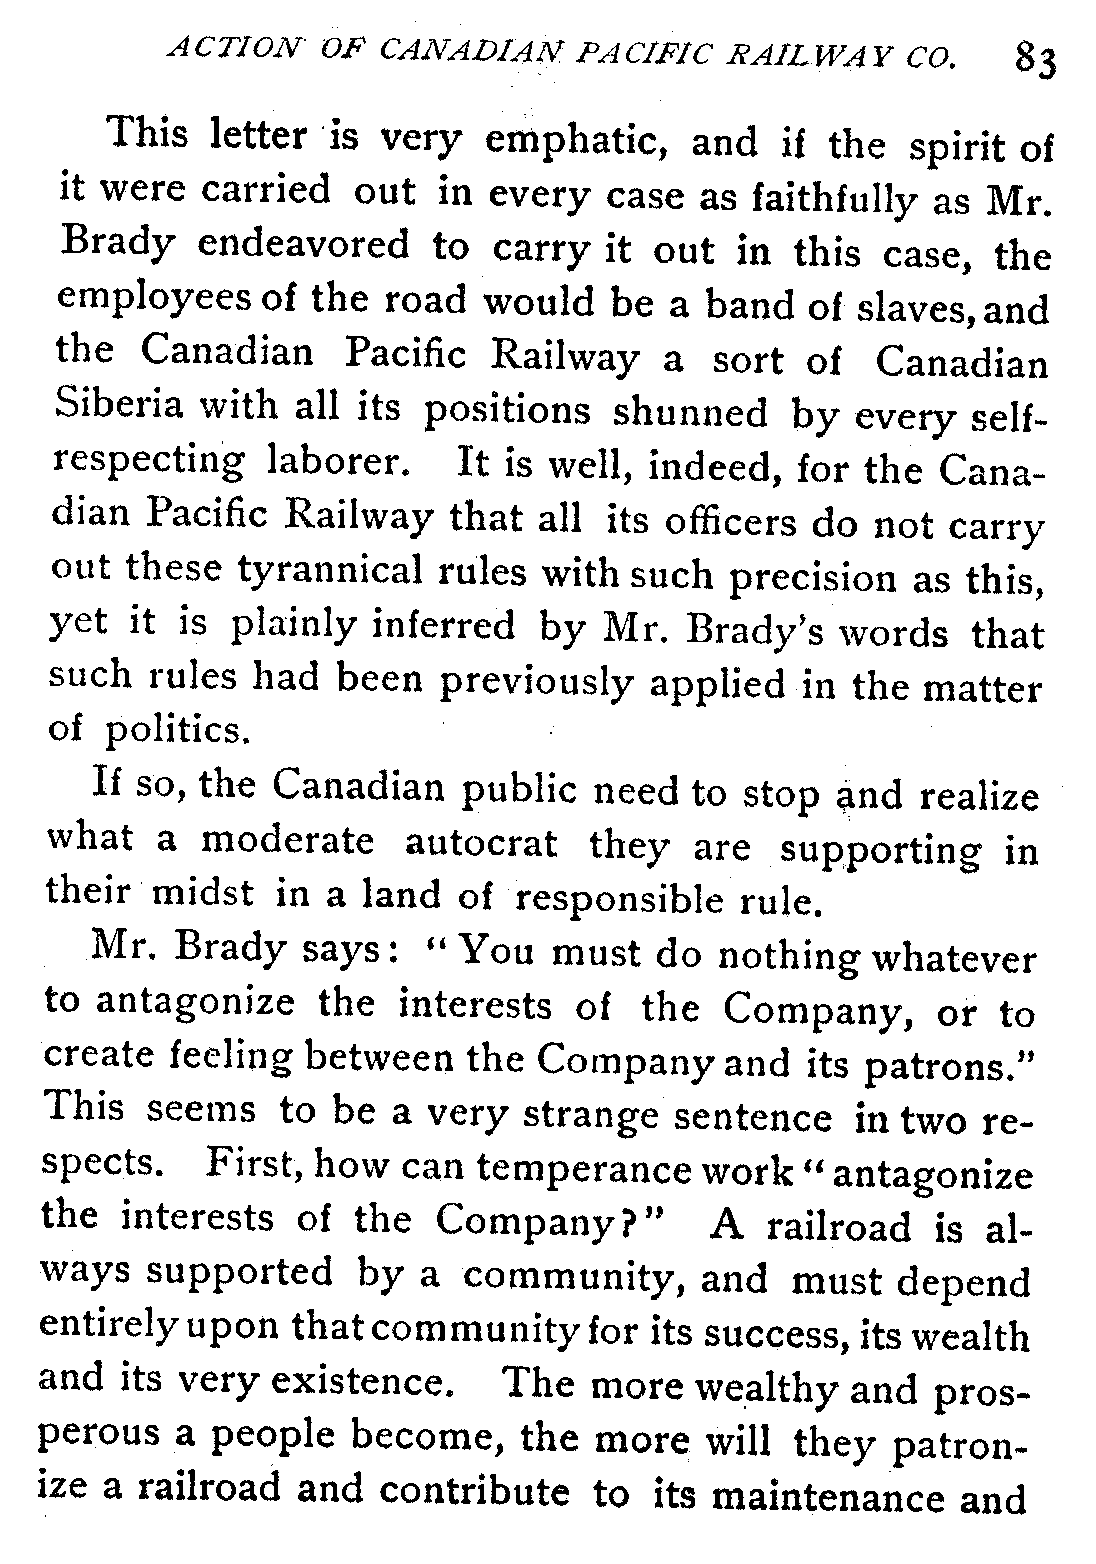 ACTION OF CANADIAN PACIFIC RAILWAY CO. 83
This letter is very emphatic, and if the spirit of
it were carried out in every case as faithfully as Mr.
Brady endeavored to carry it out in this case, the
employees of the road would be a band of slaves, and
the Canadian Pacific Railway a sort of Canadian
Siberia with all its positions shunned by every self-
respecting laborer. It is well, indeed, for the Cana-
dian Pacific Railway that all its officers do not carry
out these tyrannical rules with such precision as this,
yet it is plainly inferred by Mr. Brady's words that
such rules had been previously applied in the matter
of politics.
If so, the Canadian public need to stop and realize
what a moderate autocrat they are supporting in
their midst in a land of responsible rule.
Mr. Brady says: "You must do nothing whatever
to antagonize the interests of the Company, or to
create feeling between the Company and its patrons."
This seems to be a very strange sentence in two re-
spects. First, how can temperance work "antagonize
the interests of the Company?" A railroad is al-
ways supported by a community, and must depend
entirely upon that community for its success, its wealth
and its very existence. The more wealthy and pros-
perous a people become, the more will they patron-
ize a railroad and contribute to its maintenance and